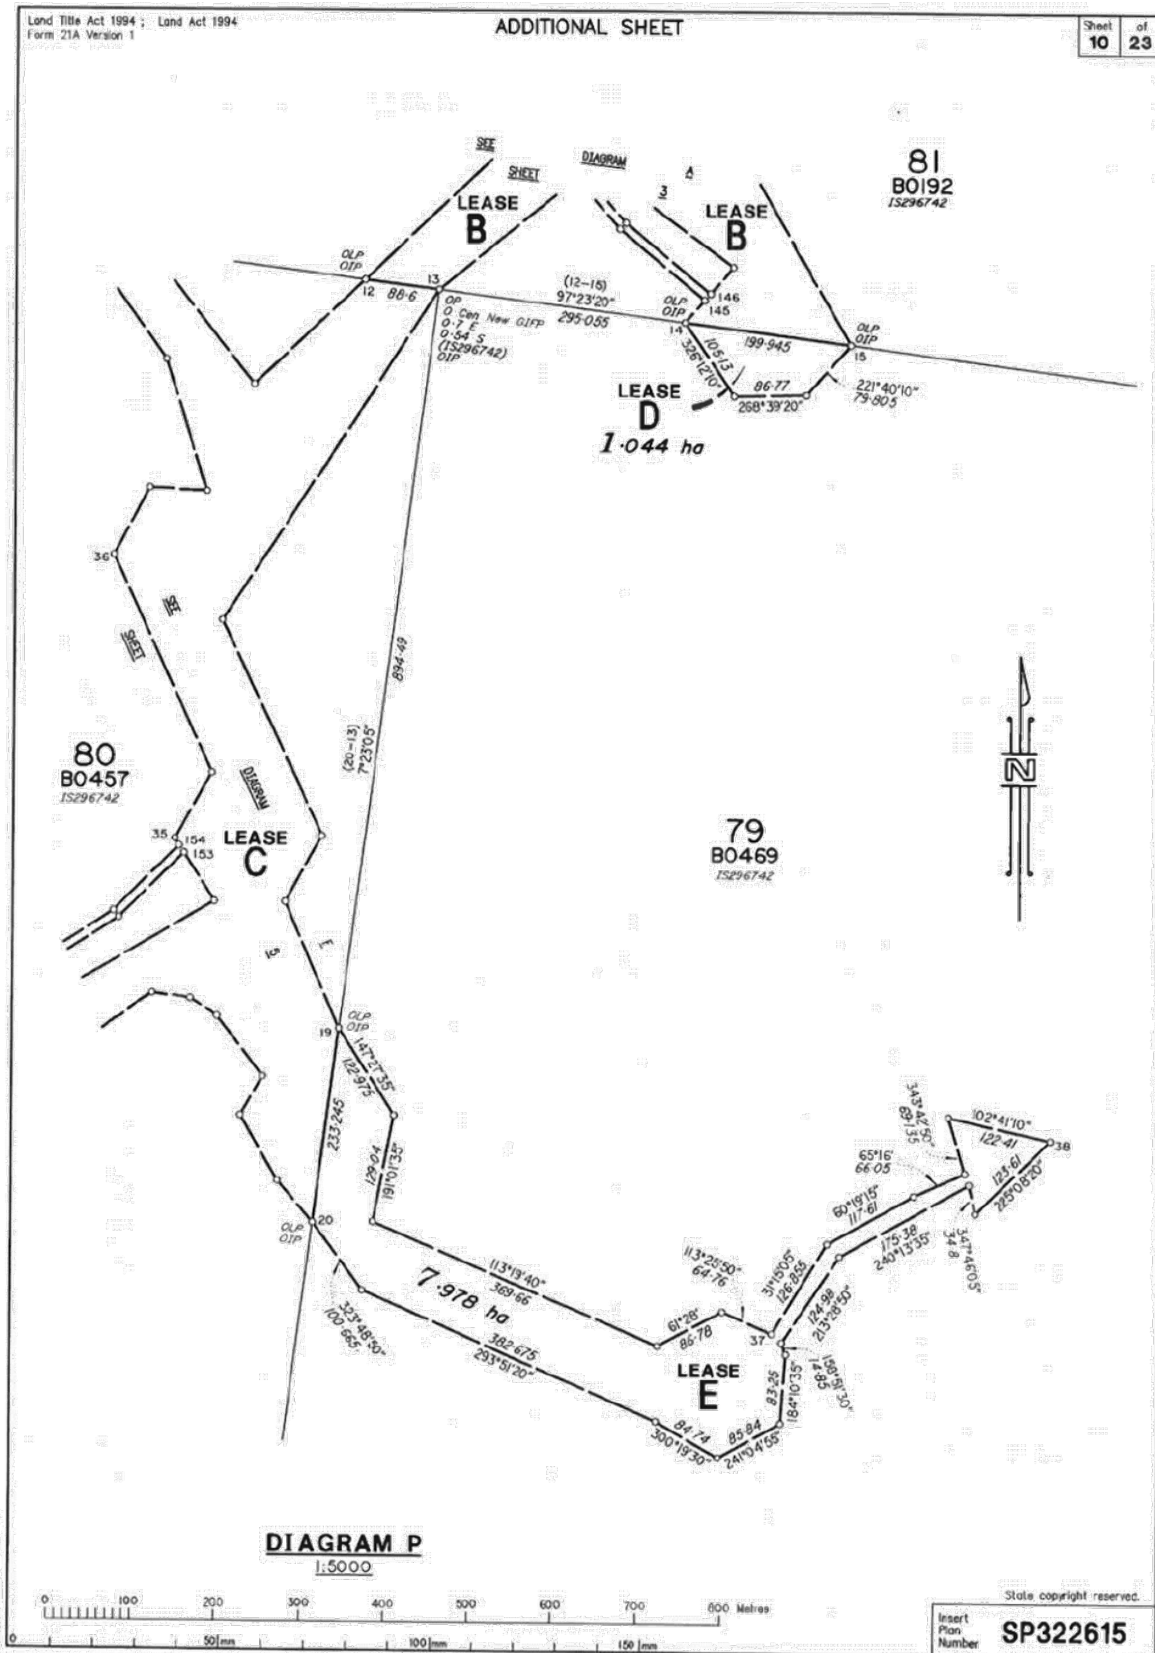 Land Title Act 1994 ; Land Act 1994
Form 21A Version 1
ADDITIONAL SHEET
Sheet 10 of 23
SEE
SHEET
DIAGRAM
3
A
81
BO192
IS296742
LEASE
B
LEASE
B
OLP
OIP
12
88·6
13
OP
O Cen New GIFP
0·7 E
0·54 S
(IS296742)
OIP
(12-15)
97°23'20"
295·055
OLP
OIP
14
146
145
199·945
OLP
OIP
15
105·13
326°12'10"
86·77
268°39'20"
221°40'10"
79·805
LEASE
D
1·044 ha
36
SEE
SHEET
DIAGRAM
5
E
894·49
(20-13)
7°23'05"
80
BO457
IS296742
35
154
153
LEASE
C
79
BO469
IS296742
N
19
OLP
OIP
147°27'35"
122·975
233·245
129·04
191°01'35"
OLP
OIP
20
323°48'50"
100·665
113°19'40"
369·66
7·978 ha
382·675
293°51'20"
61°28'
86·78
113°25'50"
64·76
37
LEASE
E
84·74
300°19'30"
85·84
241°04'55"
83·25
184°10'35"
158°51'30"
14·85
31°15'05"
126·855
124·98
213°28'50"
60°19'15"
117·61
175·38
240°13'35"
65°16'
66·05
343°42'50"
69·135
102°41'10"
122·41
38
123·61
225°08'20"
347°46'05"
34·8
DIAGRAM P
1:5000
0 100 200 300 400 500 600 700 800 Metres
0 50 mm 100 mm 150 mm
State copyright reserved.
Insert
Plan
Number
SP322615